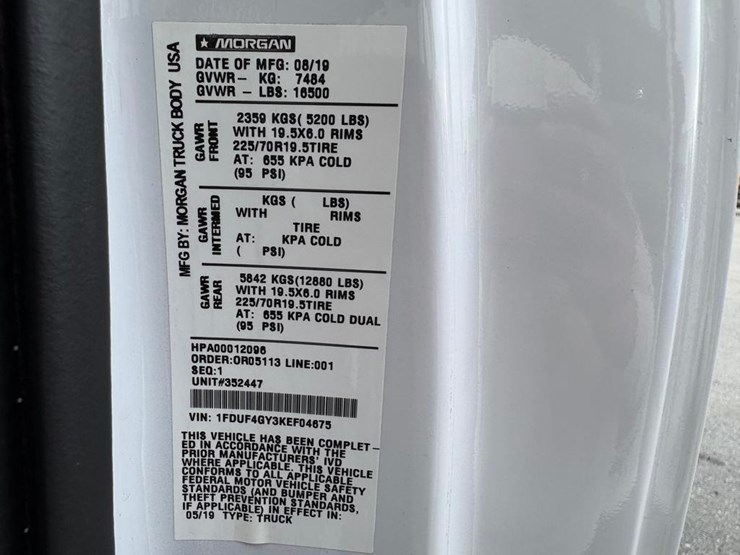 ★ MORGAN
MFG BY: MORGAN TRUCK BODY USA
DATE OF MFG: 08/19
GVWR - KG: 7484
GVWR - LBS: 16500
GAWR FRONT
2359 KGS( 5200 LBS)
WITH 19.5X6.0 RIMS
225/70R19.5TIRE
AT: 655 KPA COLD
(95 PSI)
GAWR INTERMED
KGS ( LBS)
WITH RIMS
TIRE
AT: KPA COLD
( PSI)
GAWR REAR
5842 KGS(12880 LBS)
WITH 19.5X6.0 RIMS
225/70R19.5TIRE
AT: 655 KPA COLD DUAL
(95 PSI)
HPA00012096
ORDER:OR05113 LINE:001
SEQ:1
UNIT#352447
VIN: 1FDUF4GY3KEF04675
THIS VEHICLE HAS BEEN COMPLET-
ED IN ACCORDANCE WITH THE
PRIOR MANUFACTURERS' IVD
WHERE APPLICABLE. THIS VEHICLE
CONFORMS TO ALL APPLICABLE
FEDERAL MOTOR VEHICLE SAFETY
STANDARDS (AND BUMPER AND
THEFT PREVENTION STANDARDS,
IF APPLICABLE) IN EFFECT IN:
05/19 TYPE: TRUCK